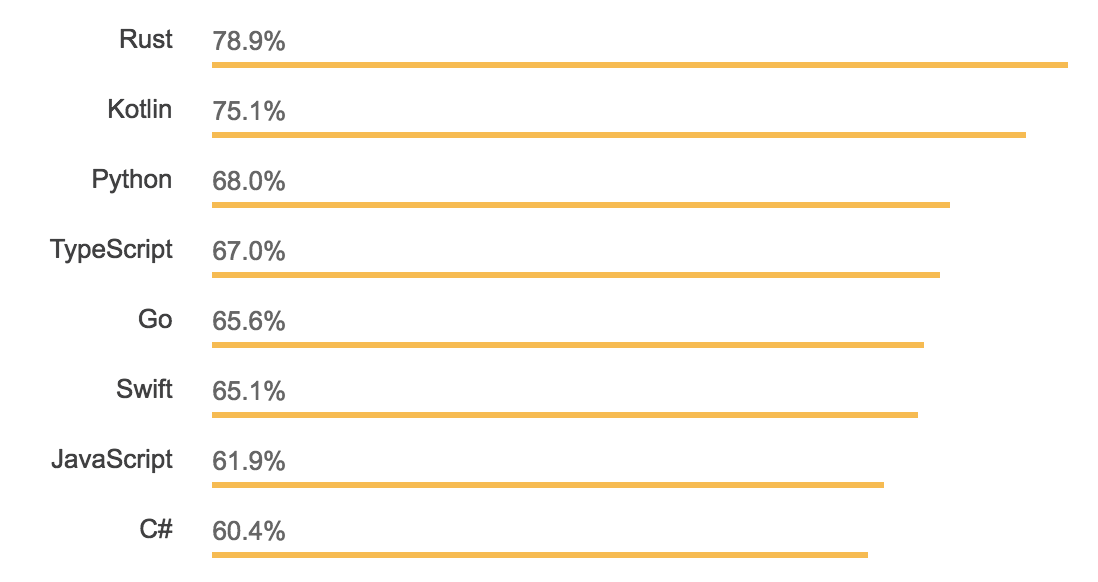 Rust 78.9%
Kotlin 75.1%
Python 68.0%
TypeScript 67.0%
Go 65.6%
Swift 65.1%
JavaScript 61.9%
C# 60.4%